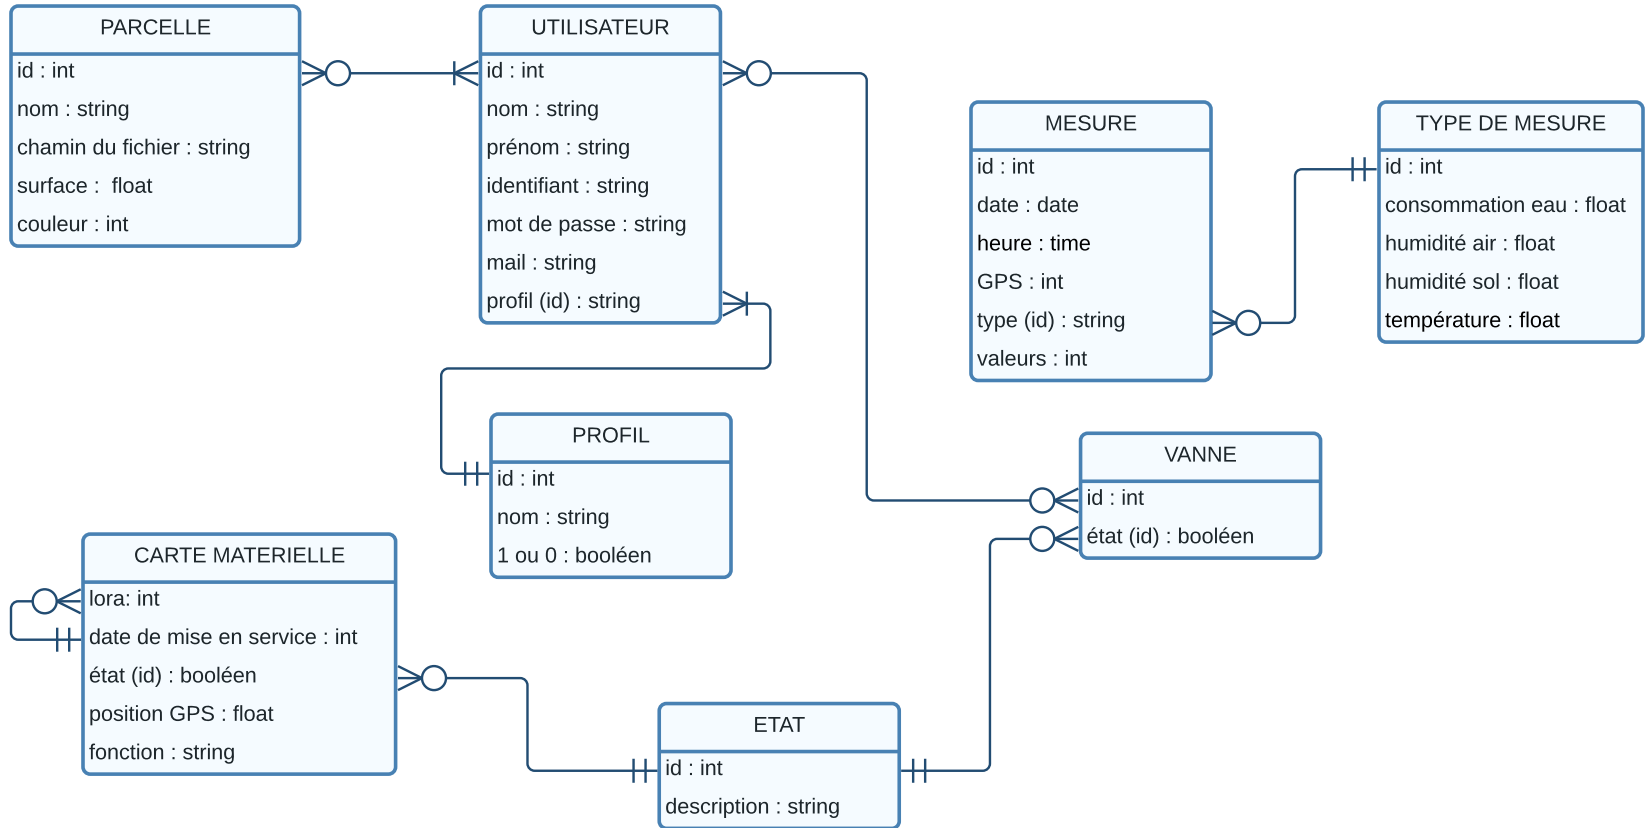 PARCELLE
id : int
nom : string
chamin du fichier : string
surface :  float
couleur : int
UTILISATEUR
id : int
nom : string
prénom : string
identifiant : string
mot de passe : string
mail : string
profil (id) : string
MESURE
id : int
date : date
heure : time
GPS : int
type (id) : string
valeurs : int
TYPE DE MESURE
id : int
consommation eau : float
humidité air : float
humidité sol : float
température : float
PROFIL
id : int
nom : string
1 ou 0 : booléen
VANNE
id : int
état (id) : booléen
CARTE MATERIELLE
lora: int
date de mise en service : int
état (id) : booléen
position GPS : float
fonction : string
ETAT
id : int
description : string